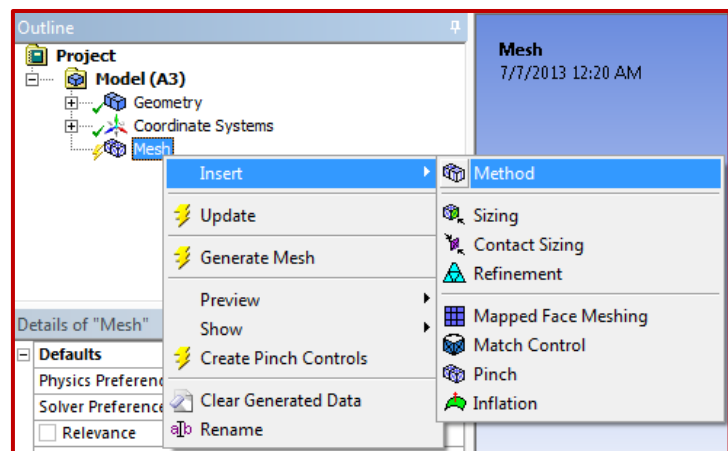 Outline
Project
Model (A3)
Geometry
Coordinate Systems
Mesh
Mesh
7/7/2013 12:20 AM
Insert
Update
Generate Mesh
Preview
Show
Create Pinch Controls
Clear Generated Data
Rename
Method
Sizing
Contact Sizing
Refinement
Mapped Face Meshing
Match Control
Pinch
Inflation
Details of "Mesh"
Defaults
Physics Preferenc
Solver Preference
Relevance